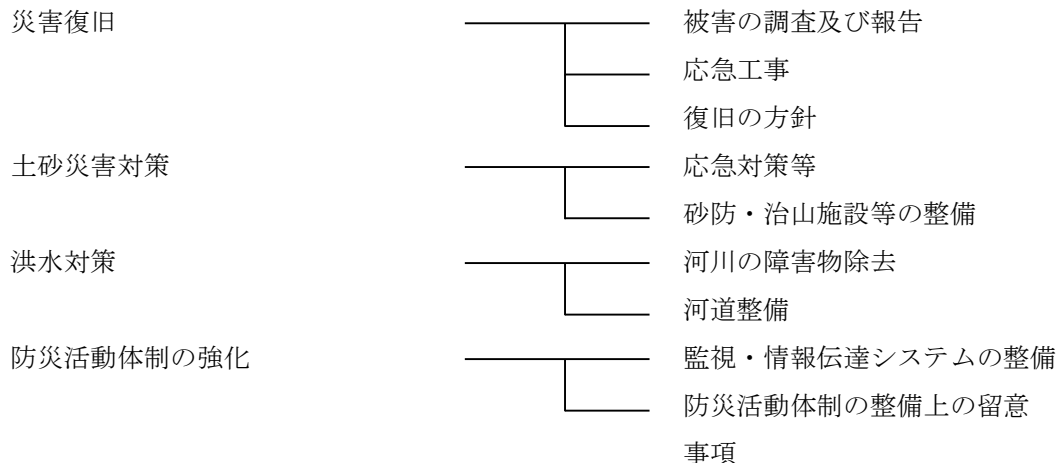 災害復旧 被害の調査及び報告
応急工事
復旧の方針
土砂災害対策 応急対策等
砂防・治山施設等の整備
洪水対策 河川の障害物除去
河道整備
防災活動体制の強化 監視・情報伝達システムの整備
防災活動体制の整備上の留意
事項